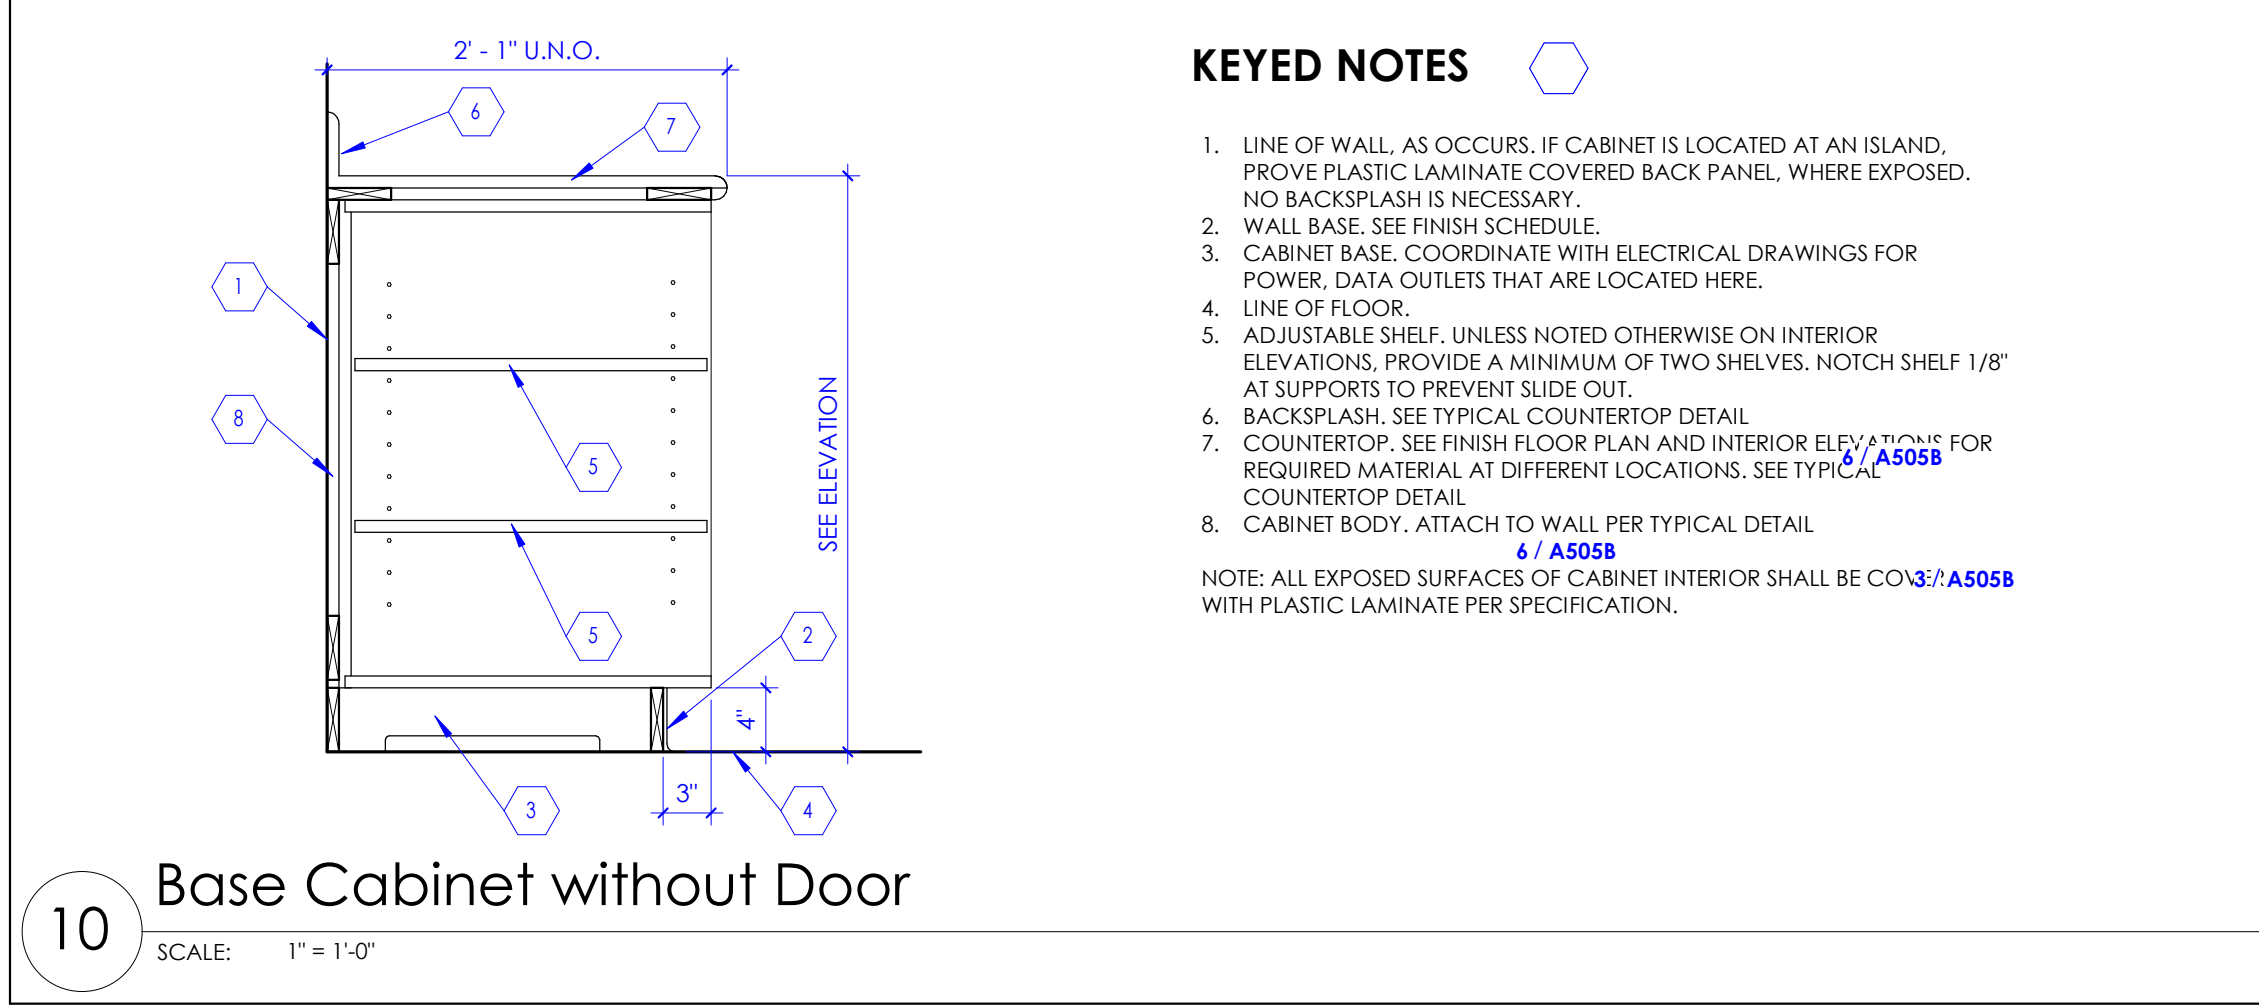 2' - 1" U.N.O.
6
7
1
8
5
5
2
3
4
SEE ELEVATION
4"
3"
KEYED NOTES
1. LINE OF WALL, AS OCCURS. IF CABINET IS LOCATED AT AN ISLAND,
PROVE PLASTIC LAMINATE COVERED BACK PANEL, WHERE EXPOSED.
NO BACKSPLASH IS NECESSARY.
2. WALL BASE. SEE FINISH SCHEDULE.
3. CABINET BASE. COORDINATE WITH ELECTRICAL DRAWINGS FOR
POWER, DATA OUTLETS THAT ARE LOCATED HERE.
4. LINE OF FLOOR.
5. ADJUSTABLE SHELF. UNLESS NOTED OTHERWISE ON INTERIOR
ELEVATIONS, PROVIDE A MINIMUM OF TWO SHELVES. NOTCH SHELF 1/8"
AT SUPPORTS TO PREVENT SLIDE OUT.
6. BACKSPLASH. SEE TYPICAL COUNTERTOP DETAIL
7. COUNTERTOP. SEE FINISH FLOOR PLAN AND INTERIOR ELEVATIONS FOR
6 / A505B
REQUIRED MATERIAL AT DIFFERENT LOCATIONS. SEE TYPICAL
COUNTERTOP DETAIL
8. CABINET BODY. ATTACH TO WALL PER TYPICAL DETAIL
6 / A505B
NOTE: ALL EXPOSED SURFACES OF CABINET INTERIOR SHALL BE COVER
3 / A505B
WITH PLASTIC LAMINATE PER SPECIFICATION.
10
Base Cabinet without Door
SCALE: 1" = 1'-0"